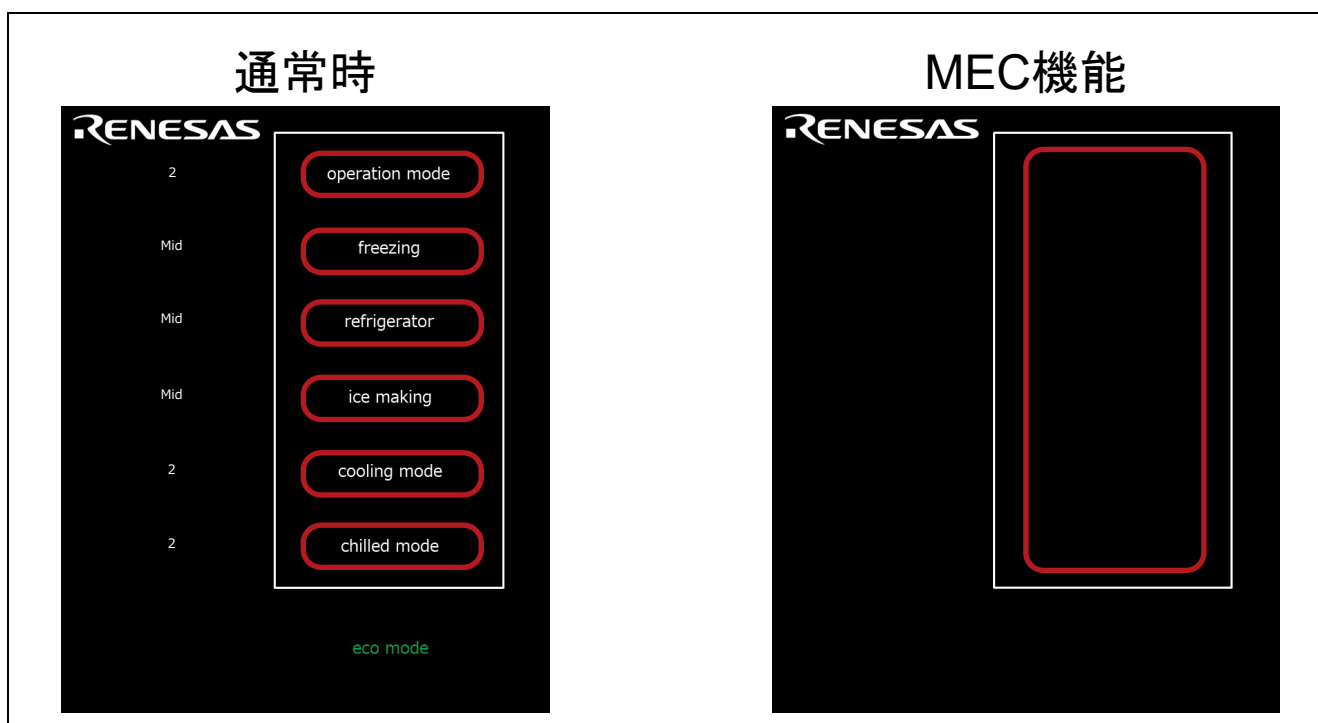 通常時
RENESAS
2 operation mode
Mid freezing
Mid refrigerator
Mid ice making
2 cooling mode
2 chilled mode
eco mode
MEC機能
RENESAS